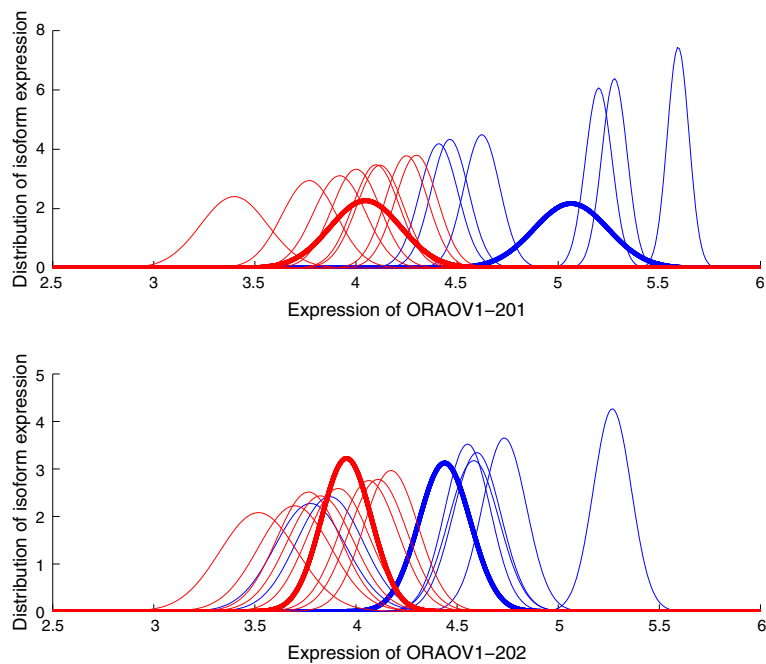 Distribution of isoform expression
8
6
4
2
0
2.5 3 3.5 4 4.5 5 5.5 6
Expression of ORAOV1−201
Distribution of isoform expression
5
4
3
2
1
0
2.5 3 3.5 4 4.5 5 5.5 6
Expression of ORAOV1−202